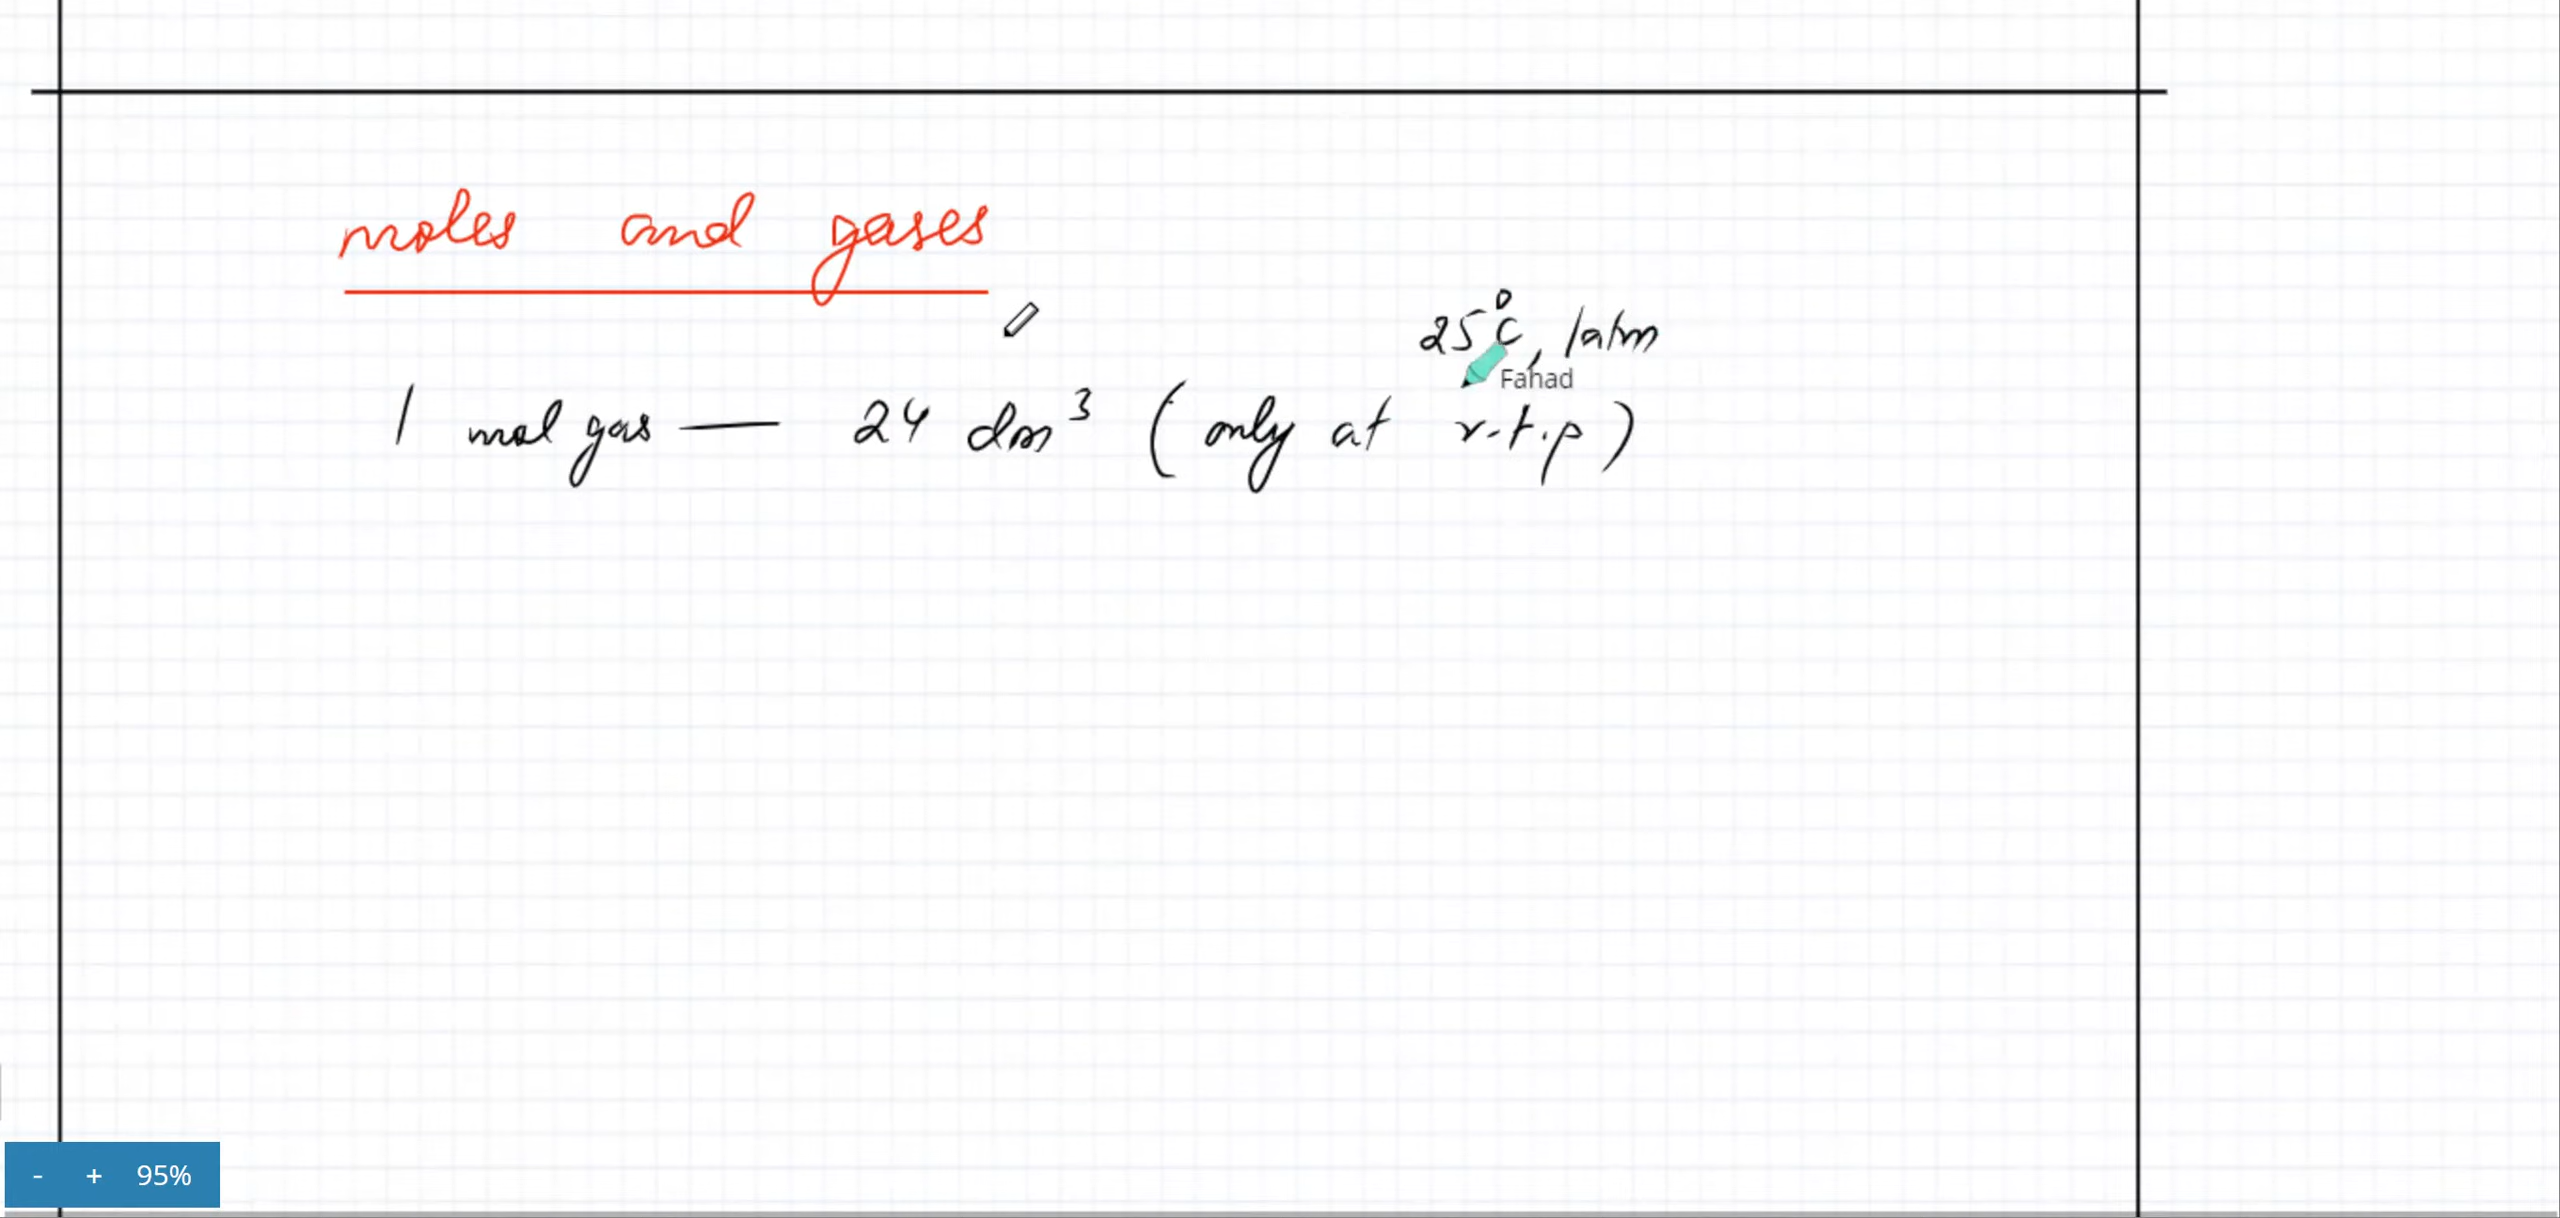 moles and gases
25°C, 1atm
Fahad
1 mol gas — 24 dm³ (only at r.t.p)
- + 95%